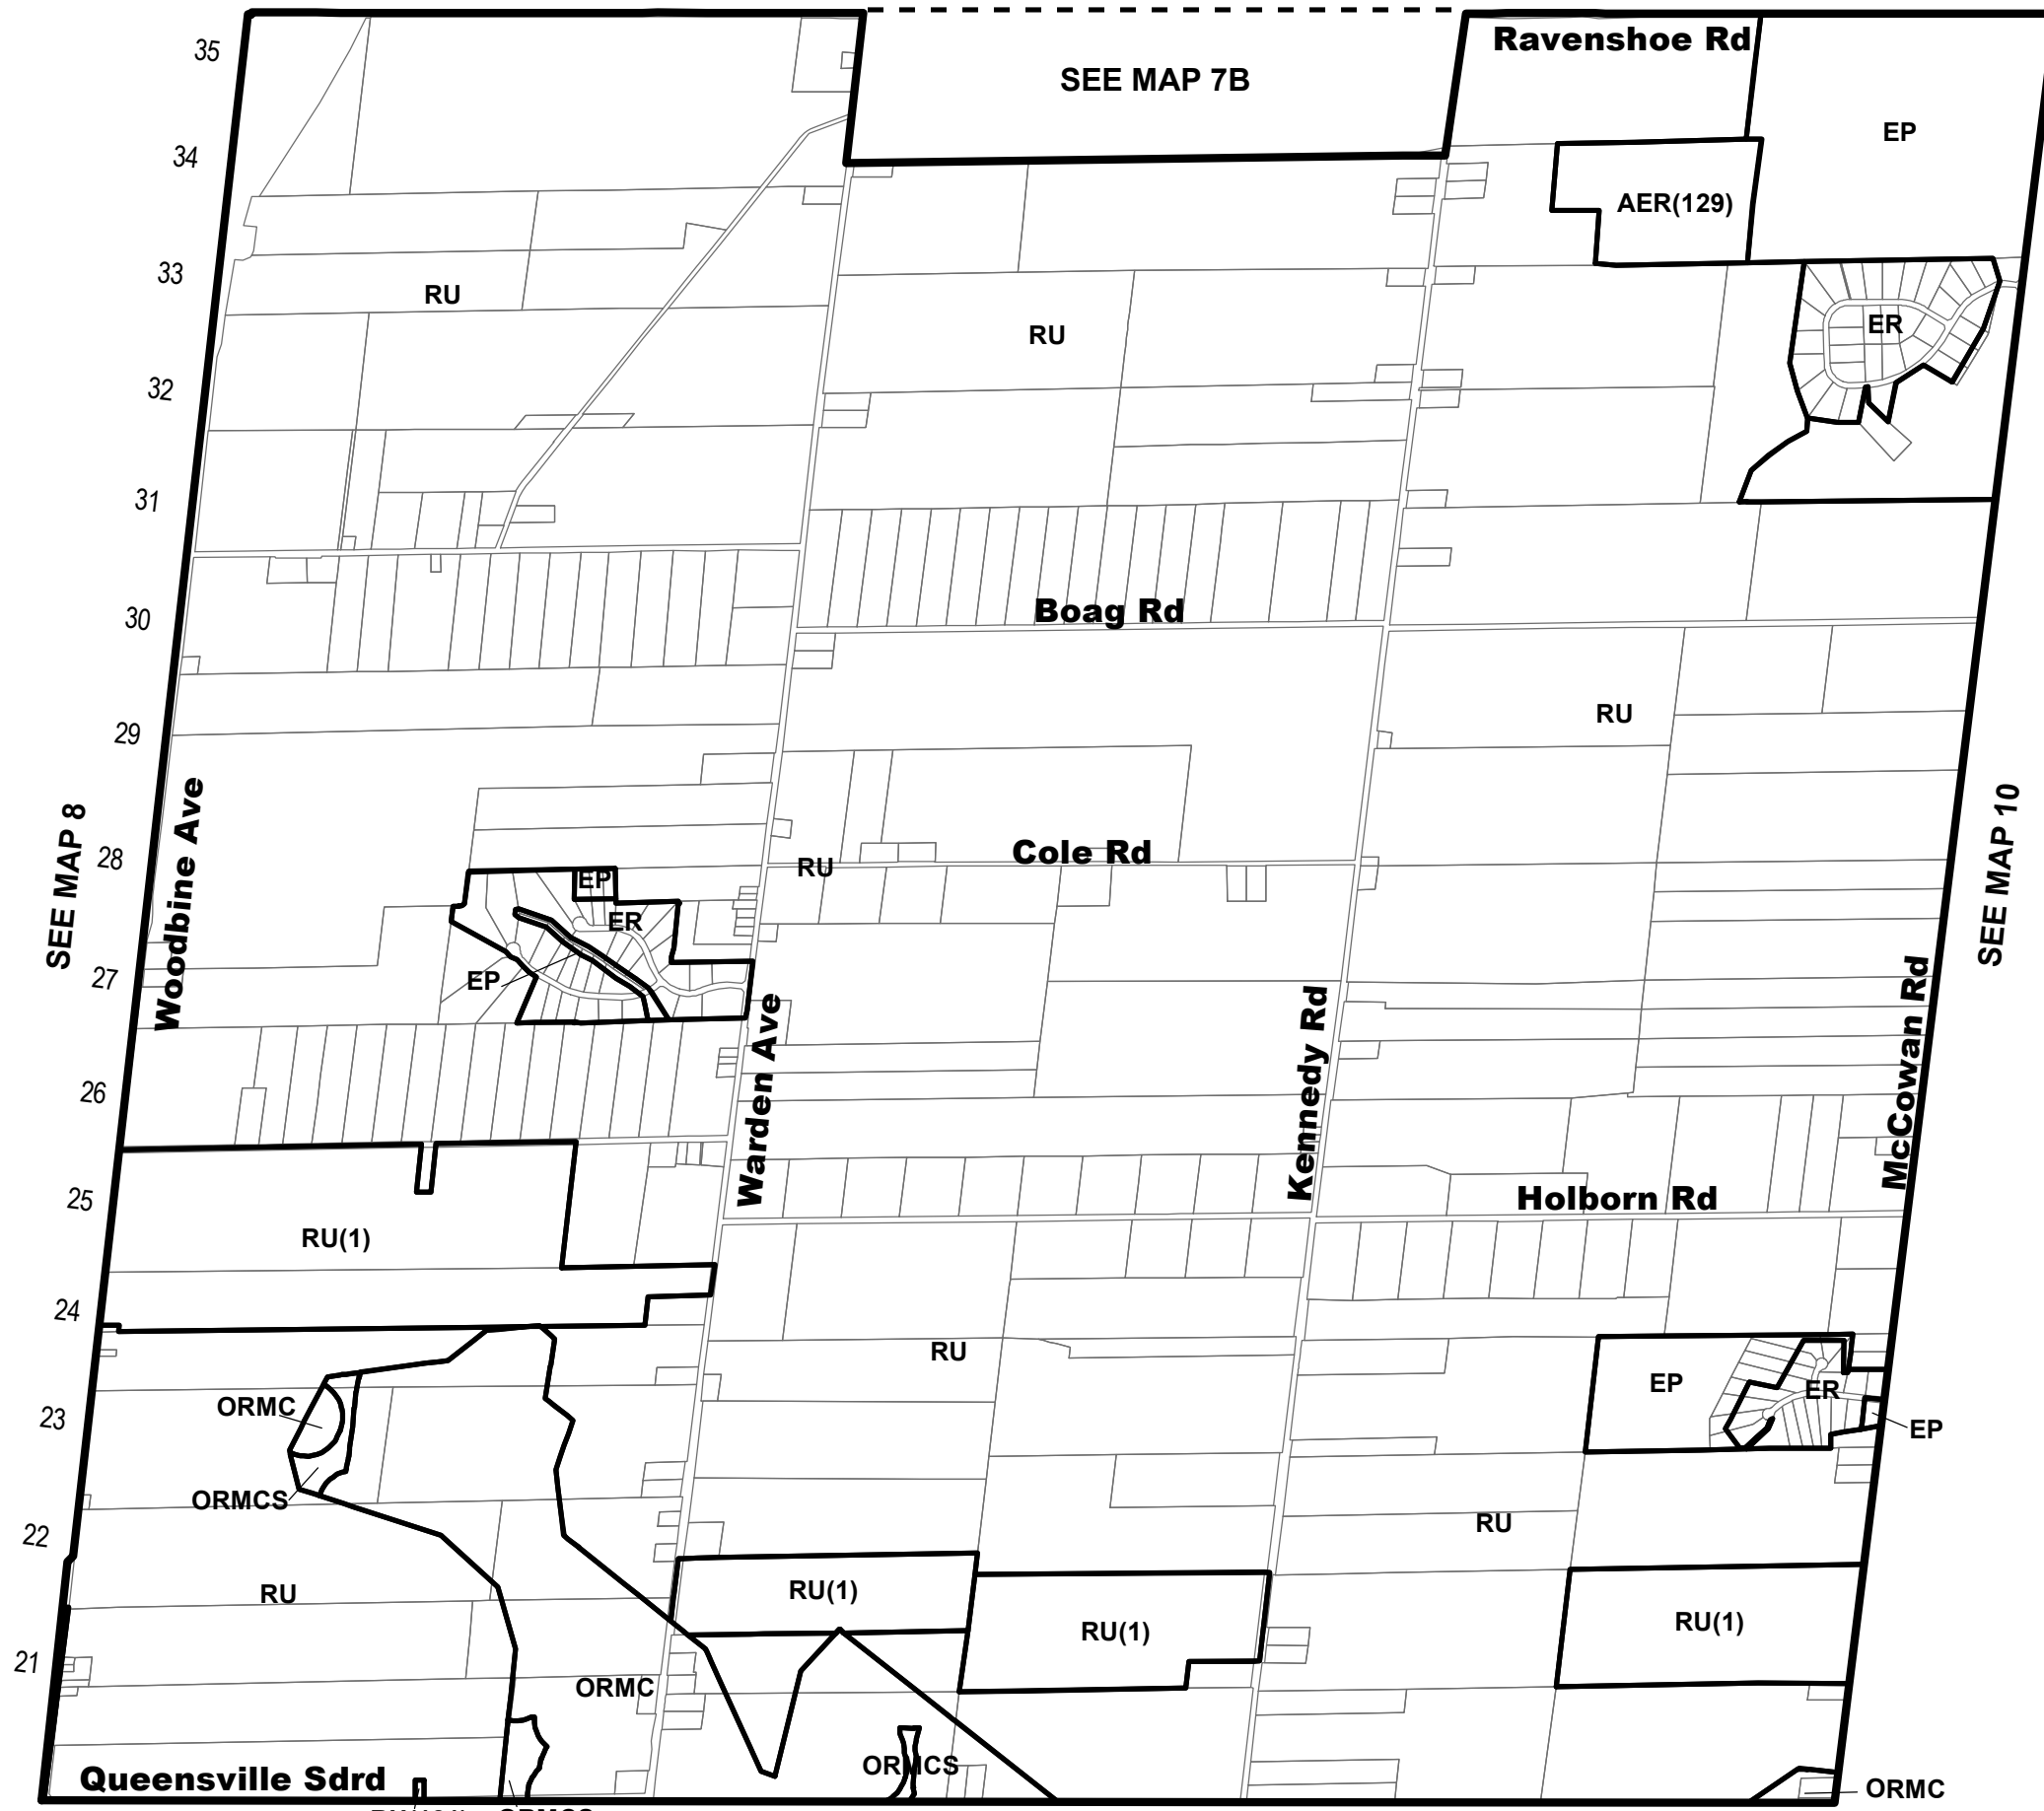 35
Ravenshoe Rd
SEE MAP 7B
EP
34
AER(129)
33
RU
ER
RU
32
31
30
Boag Rd
RU
29
28
SEE MAP 8
Woodbine Ave
Cole Rd
RU
SEE MAP 10
EP
ER
27
EP
Warden Ave
Kennedy Rd
McCowan Rd
26
25
Holborn Rd
RU(1)
24
RU
EP
ER
23
ORMC
EP
ORMCS
22
RU
RU
RU(1)
RU(1)
RU(1)
21
ORMC
ORMCS
Queensville Sdrd
ORMC
ORMCS